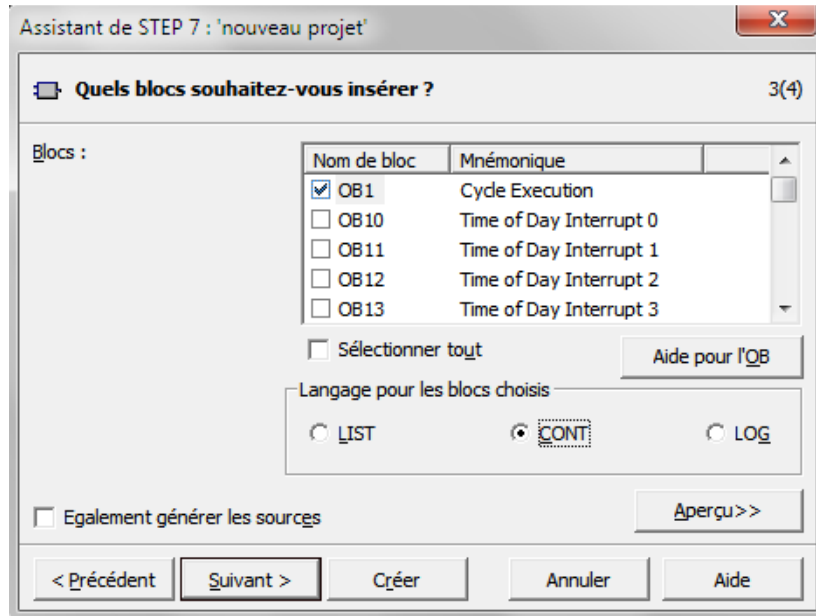 Assistant de STEP 7 : 'nouveau projet'
Quels blocs souhaitez-vous insérer ? 3(4)
Blocs :
Nom de bloc Mnémonique
OB1 Cycle Execution
OB10 Time of Day Interrupt 0
OB11 Time of Day Interrupt 1
OB12 Time of Day Interrupt 2
OB13 Time of Day Interrupt 3
Sélectionner tout Aide pour l'OB
Langage pour les blocs choisis
LIST CONT LOG
Egalement générer les sources Aperçu>>
< Précédent Suivant > Créer Annuler Aide